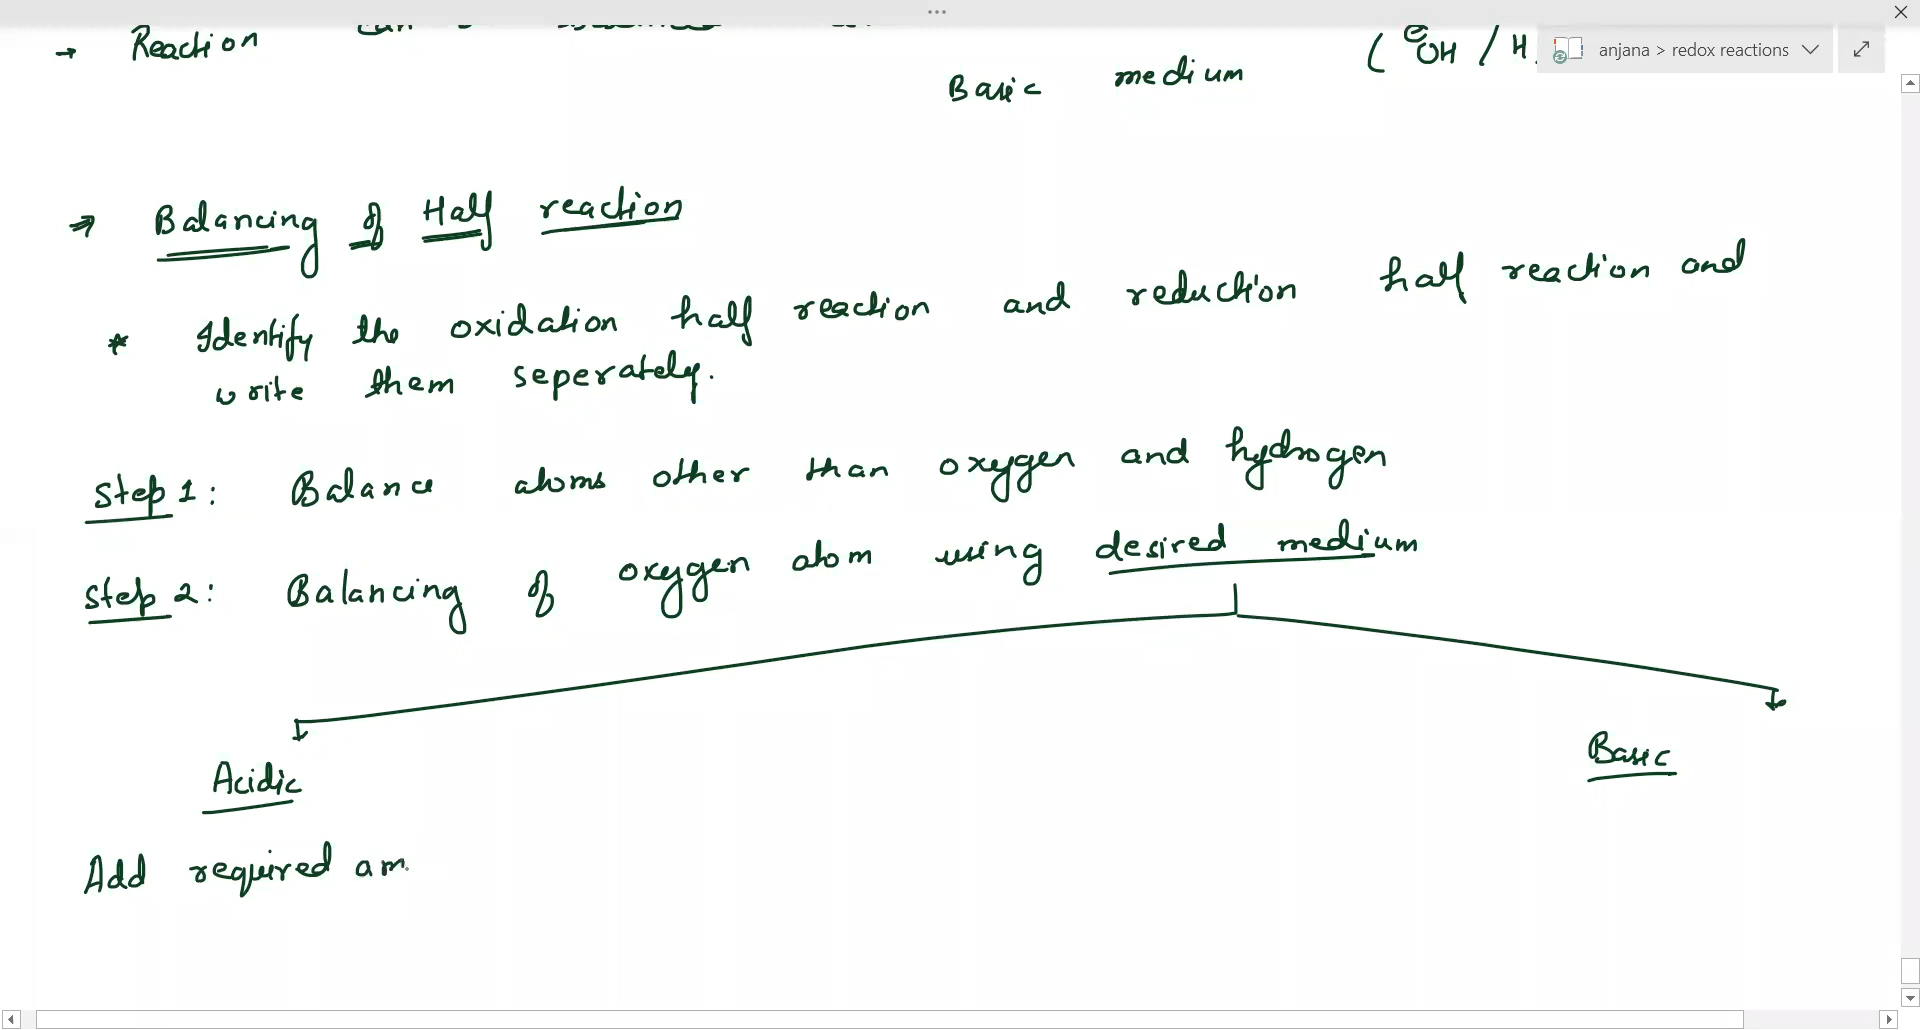 anjana > redox reactions
→ Reaction
Basic medium (⊖OH / H
→ Balancing of Half reaction
* Identify the oxidation half reaction and reduction half reaction and
write them seperately.
Step 1: Balance atoms other than oxygen and hydrogen
Step 2: Balancing of oxygen atom using desired medium
Acidic
Basic
Add required am